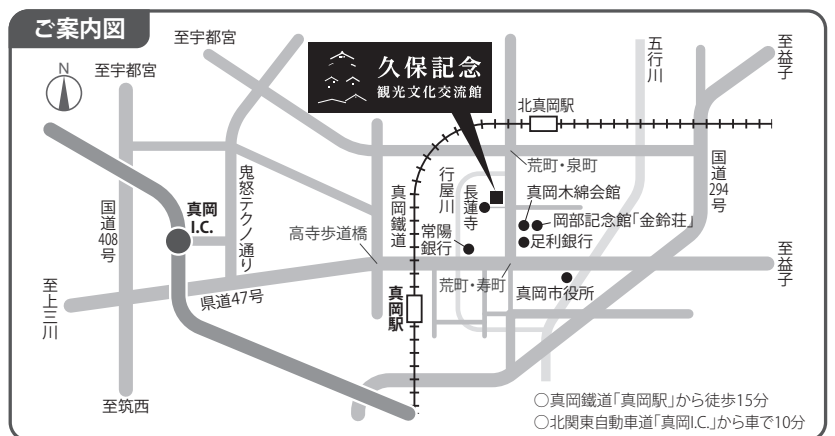 ご案内図
至宇都宮
至宇都宮
N
久保記念
観光文化交流館
北真岡駅
五行川
至益子
荒町・泉町
国道294号
国道408号
真岡
I.C.
鬼怒テクノ通り
高寺歩道橋
真岡鐵道
行屋川
長蓮寺
常陽
銀行
真岡木綿会館
岡部記念館「金鈴荘」
足利銀行
至益子
荒町・寿町
真岡市役所
至上三川
県道47号
真岡駅
至筑西
○真岡鐵道「真岡駅」から徒歩15分
○北関東自動車道「真岡I.C.」から車で10分